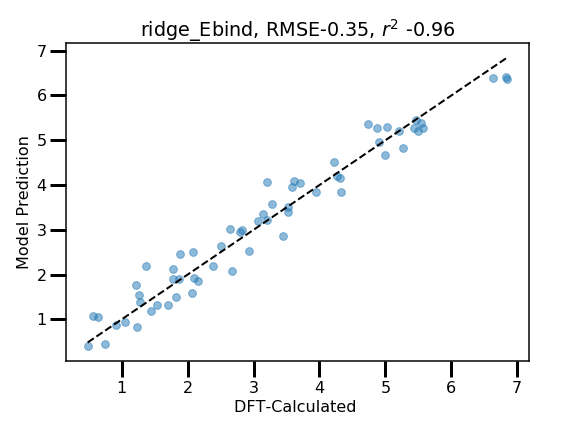 ridge_Ebind, RMSE-0.35, r² -0.96
7
6
5
4
3
2
1
Model Prediction
1 2 3 4 5 6 7
DFT-Calculated